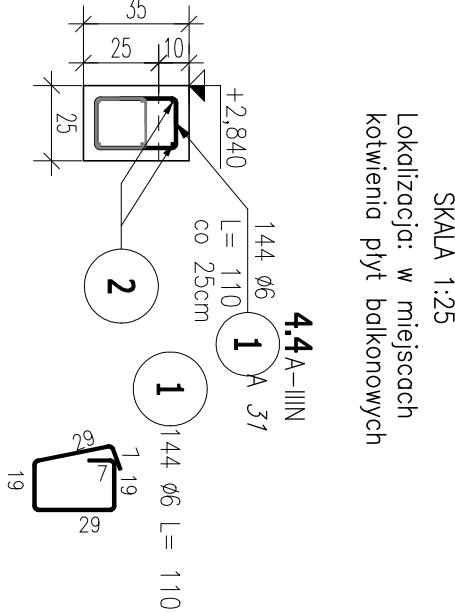 SKALA 1:25
Lokalizacja: w miejscach
kotwienia płyt balkonowych
35
25 10
25
+2,840
144 ø6
L= 110
co 25cm
1
4.4 A-IIIN
A 31
2
1
144 ø6 L= 110
29
7
7
19
19
29